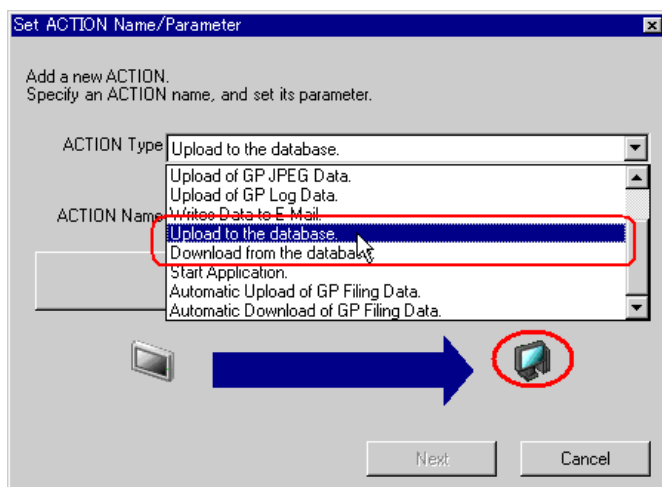 Set ACTION Name/Parameter
Add a new ACTION.
Specify an ACTION name, and set its parameter.
ACTION Type
Upload to the database.
Upload of GP JPEG Data.
Upload of GP Log Data.
ACTION Name
Writes Data to E-Mail.
Upload to the database.
Download from the database.
Start Application.
Automatic Upload of GP Filing Data.
Automatic Download of GP Filing Data.
Next
Cancel